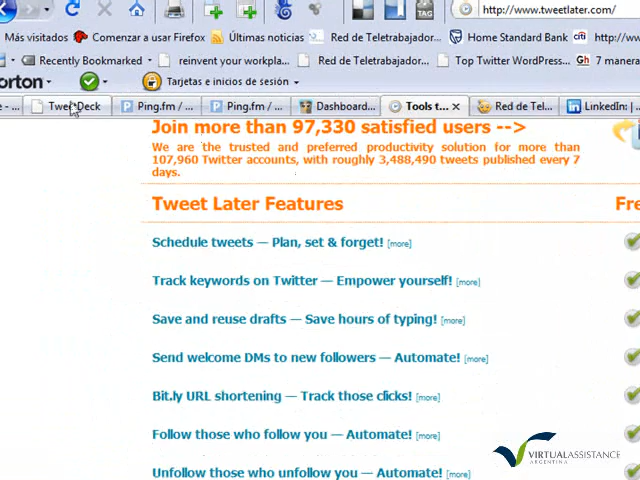 http://www.tweetlater.com/
TAG
Más visitados
Comenzar a usar Firefox
Últimas noticias
Red de Teletrabajador...
Home Standard Bank
citi
http://www
Recently Bookmarked
reinvent your workplac...
Red de Teletrabajador...
Top Twitter WordPress...
Gh
7 manera
orton
Tarjetas e inicios de sesión
e - ...
TweetDeck
Ping.fm / ...
Ping.fm / ...
Dashboard...
Tools t...
Red de Tel...
LinkedIn: ...
Join more than 97,330 satisfied users -->
We are the trusted and preferred productivity solution for more than
107,960 Twitter accounts, with roughly 3,488,490 tweets published every 7
days.
Tweet Later Features
Fre
Schedule tweets — Plan, set & forget! [more]
Track keywords on Twitter — Empower yourself! [more]
Save and reuse drafts — Save hours of typing! [more]
Send welcome DMs to new followers — Automate! [more]
Bit.ly URL shortening — Track those clicks! [more]
Follow those who follow you — Automate! [more]
Unfollow those who unfollow you — Automate! [more]
VIRTUALASSISTANCE
ARGENTINA